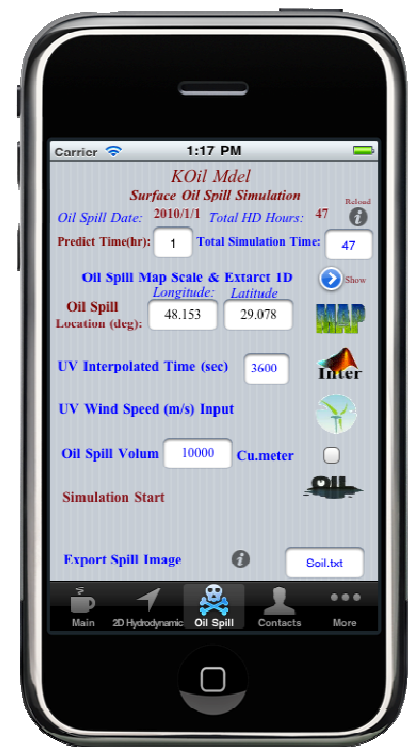 Carrier 1:17 PM
KOil Mdel
Surface Oil Spill Simulation
Reload
Oil Spill Date: 2010/1/1 Total HD Hours: 47
Predict Time(hr): 1 Total Simulation Time: 47
Oil Spill Map Scale & Extarct ID Show
Longitude: Latitude
Oil Spill
Location (deg): 48.153 29.078 MAP
UV Interpolated Time (sec) 3600 Inter
UV Wind Speed (m/s) Input
Oil Spill Volum 10000 Cu.meter
OIL
Simulation Start
Export Spill Image Soil.txt
Main 2D Hydrodynamic Oil Spill Contacts More